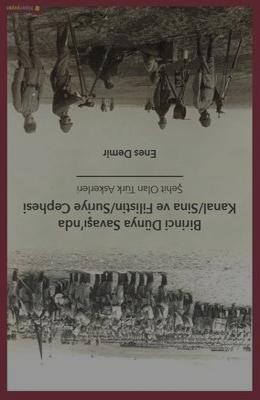 Birinci Dünya Savaşı'nda
Kanal/Sina ve Filistin/Suriye Cephesi
Şehit Olan Türk Askerleri
Enes Demir